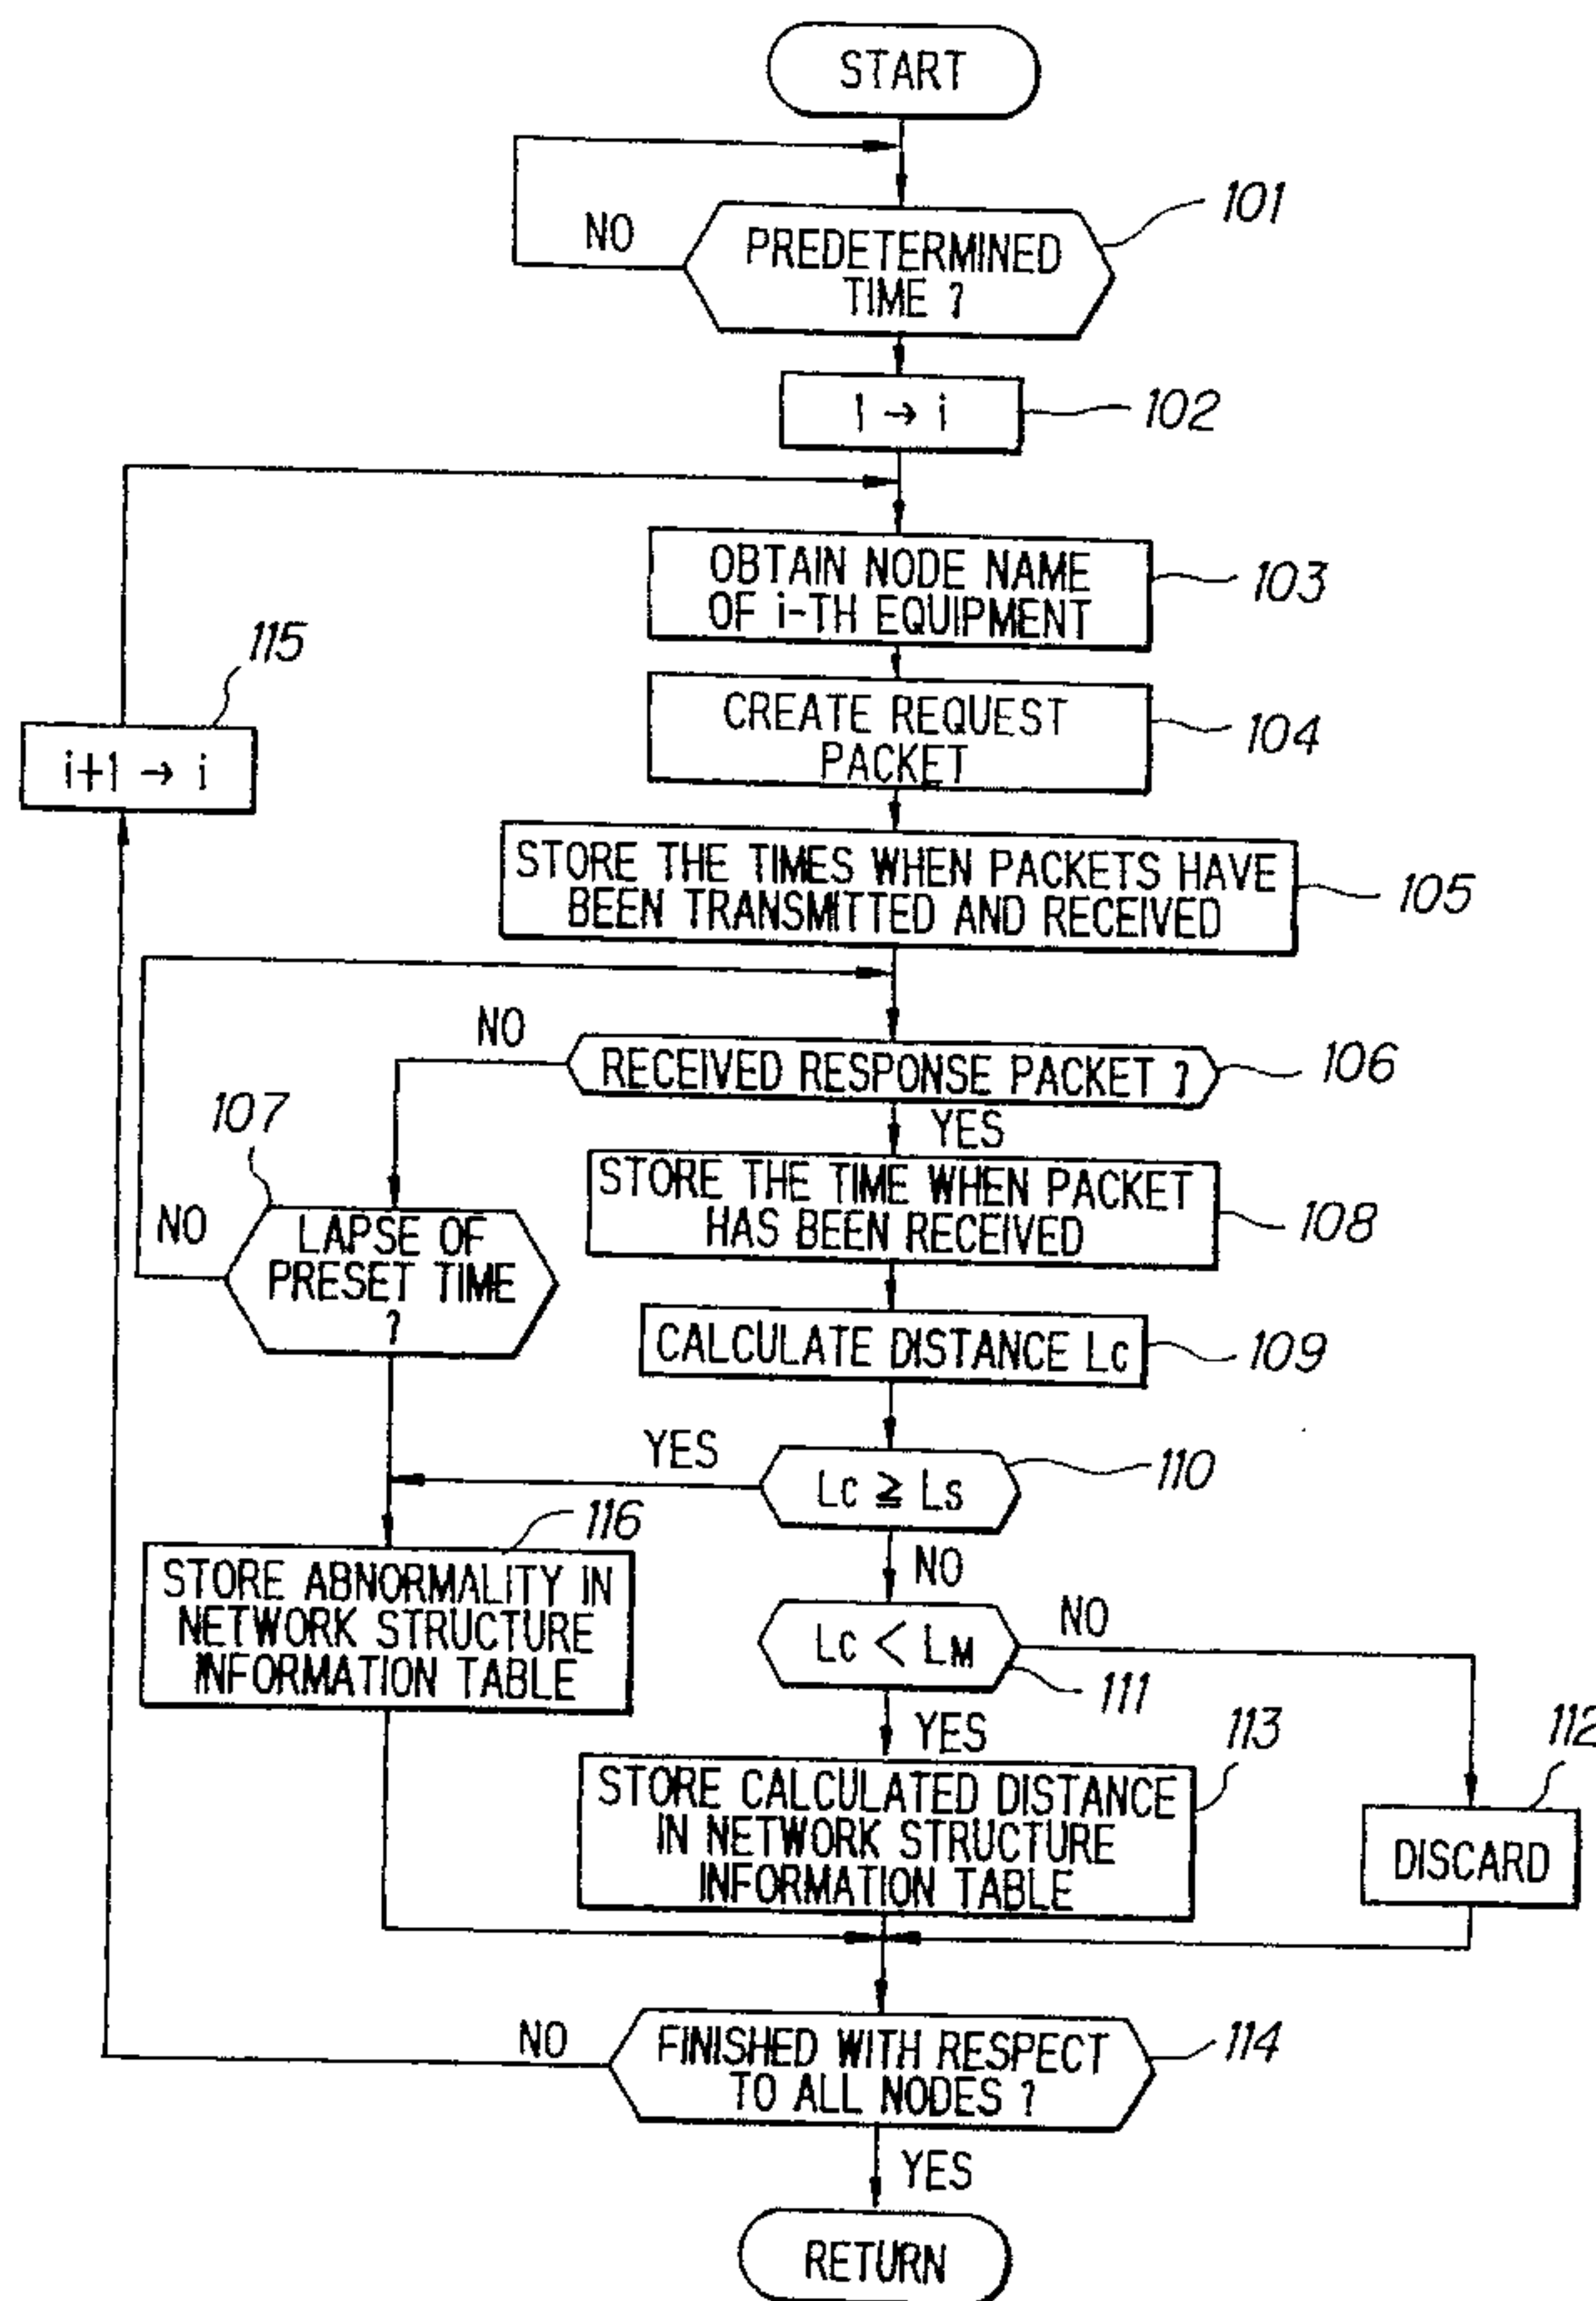 START
NO
PREDETERMINED
TIME ?
101
1 → i
102
OBTAIN NODE NAME
OF i-TH EQUIPMENT
103
115
i+1 → i
CREATE REQUEST
PACKET
104
STORE THE TIMES WHEN PACKETS HAVE
BEEN TRANSMITTED AND RECEIVED
105
NO
RECEIVED RESPONSE PACKET ?
106
YES
107
NO
LAPSE OF
PRESET TIME
?
STORE THE TIME WHEN PACKET
HAS BEEN RECEIVED
108
CALCULATE DISTANCE Lc
109
YES
Lc ≧ Ls
110
NO
116
STORE ABNORMALITY IN
NETWORK STRUCTURE
INFORMATION TABLE
Lc < LM
NO
111
YES
113
112
STORE CALCULATED DISTANCE
IN NETWORK STRUCTURE
INFORMATION TABLE
DISCARD
NO
FINISHED WITH RESPECT
TO ALL NODES ?
114
YES
RETURN